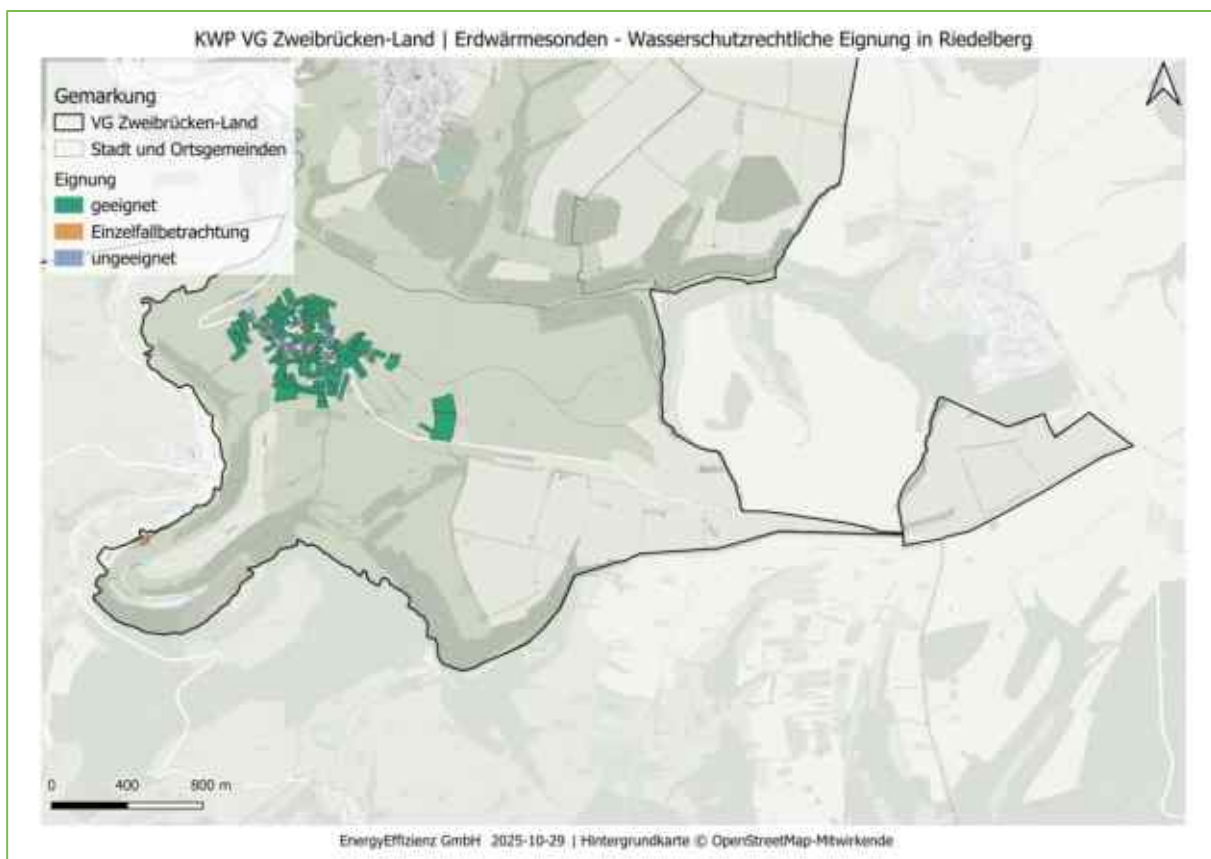 KWP VG Zweibrücken-Land | Erdwärmesonden - Wasserschutzrechtliche Eignung in Riedelberg
Gemarkung
VG Zweibrücken-Land
Stadt und Ortsgemeinden
Eignung
geeignet
Einzelfallbetrachtung
ungeeignet
0 400 800 m
EnergyEffizienz GmbH 2025-10-29 | Hintergrundkarte © OpenStreetMap-Mitwirkende